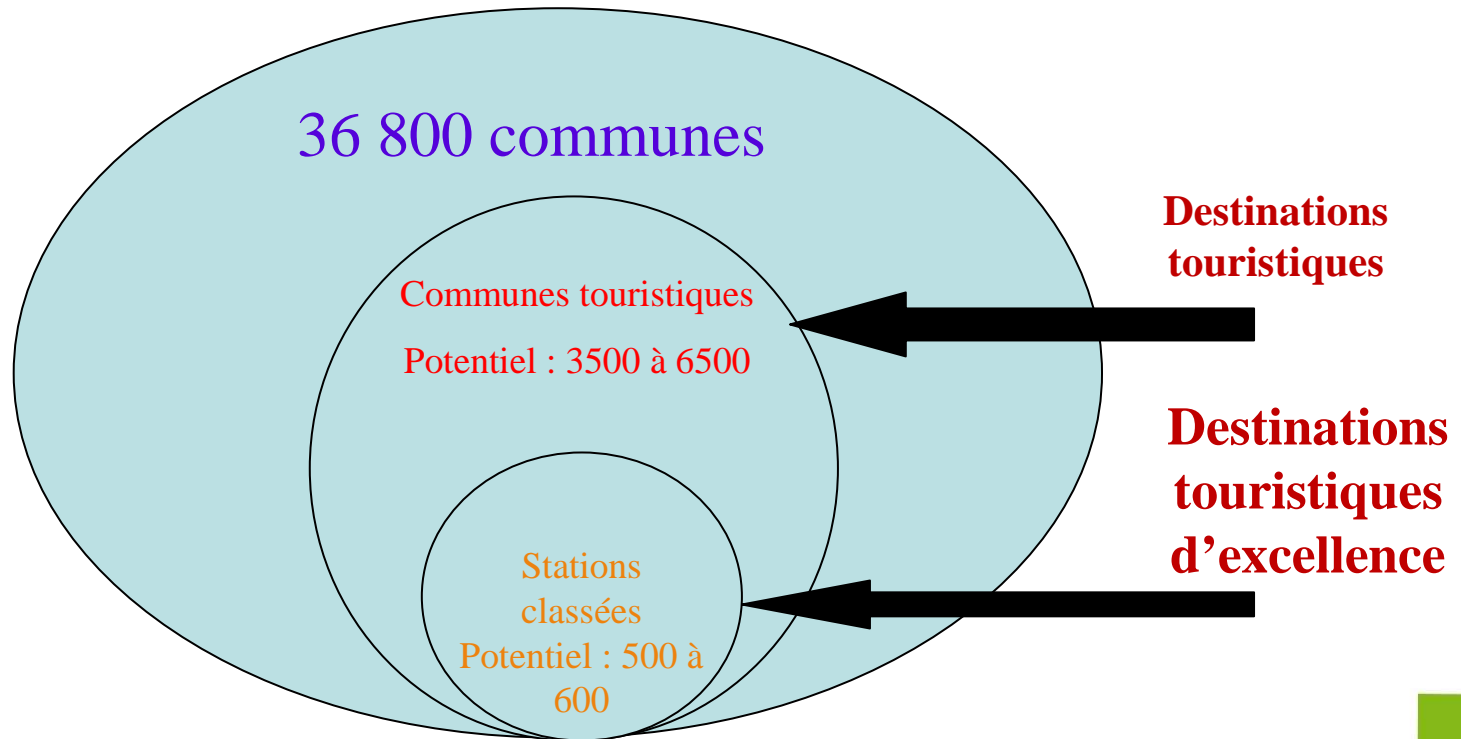 36 800 communes
Communes touristiques
Potentiel : 3500 à 6500
Stations
classées
Potentiel : 500 à
600
Destinations
touristiques
Destinations
touristiques
d’excellence